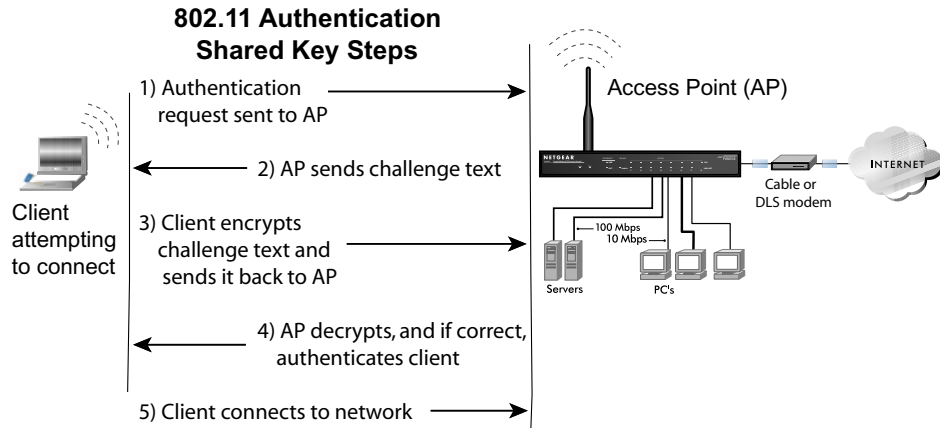 802.11 Authentication
Shared Key Steps
1) Authentication
request sent to AP
Access Point (AP)
NETGEAR
2) AP sends challenge text
INTERNET
Cable or
DLS modem
Client
attempting
to connect
3) Client encrypts
challenge text and
sends it back to AP
100 Mbps
10 Mbps
Servers
PC's
4) AP decrypts, and if correct,
authenticates client
5) Client connects to network